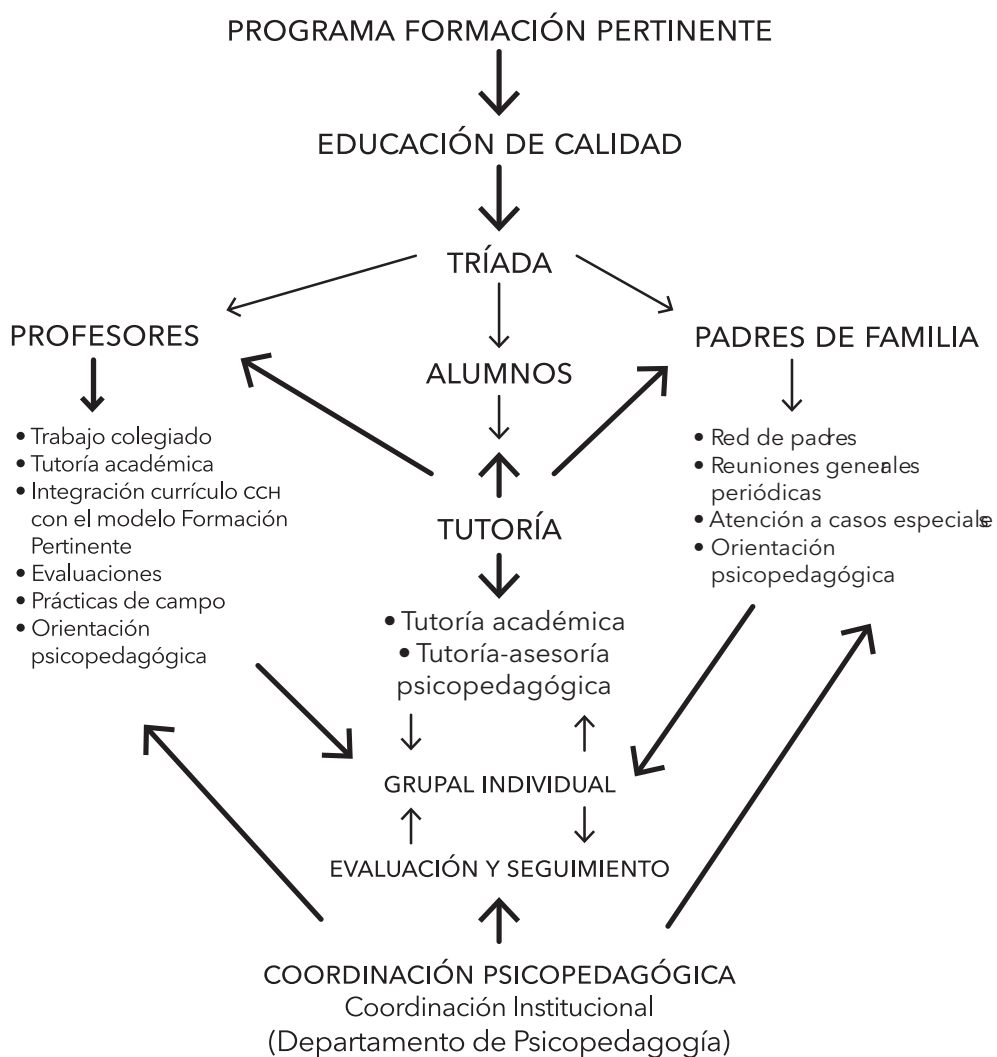 PROGRAMA FORMACIÓN PERTINENTE
EDUCACIÓN DE CALIDAD
TRÍADA
PROFESORES
• Trabajo colegiado
• Tutoría académica
• Integración currículo CCH
con el modelo Formación
Pertinente
• Evaluaciones
• Prácticas de campo
• Orientación
psicopedagógica
ALUMNOS
PADRES DE FAMILIA
• Red de padres
• Reuniones generales
periódicas
• Atención a casos especiales
• Orientación
psicopedagógica
TUTORÍA
• Tutoría académica
• Tutoría-asesoría
psicopedagógica
GRUPAL INDIVIDUAL
EVALUACIÓN Y SEGUIMIENTO
COORDINACIÓN PSICOPEDAGÓGICA
Coordinación Institucional
(Departamento de Psicopedagogía)